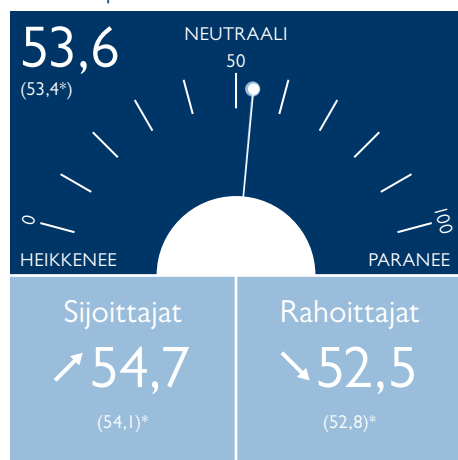 53,6
(53,4*)
NEUTRAALI
50
0
100
HEIKKENEE
PARANEE
Sijoittajat
54,7
(54,1)*
Rahoittajat
52,5
(52,8)*